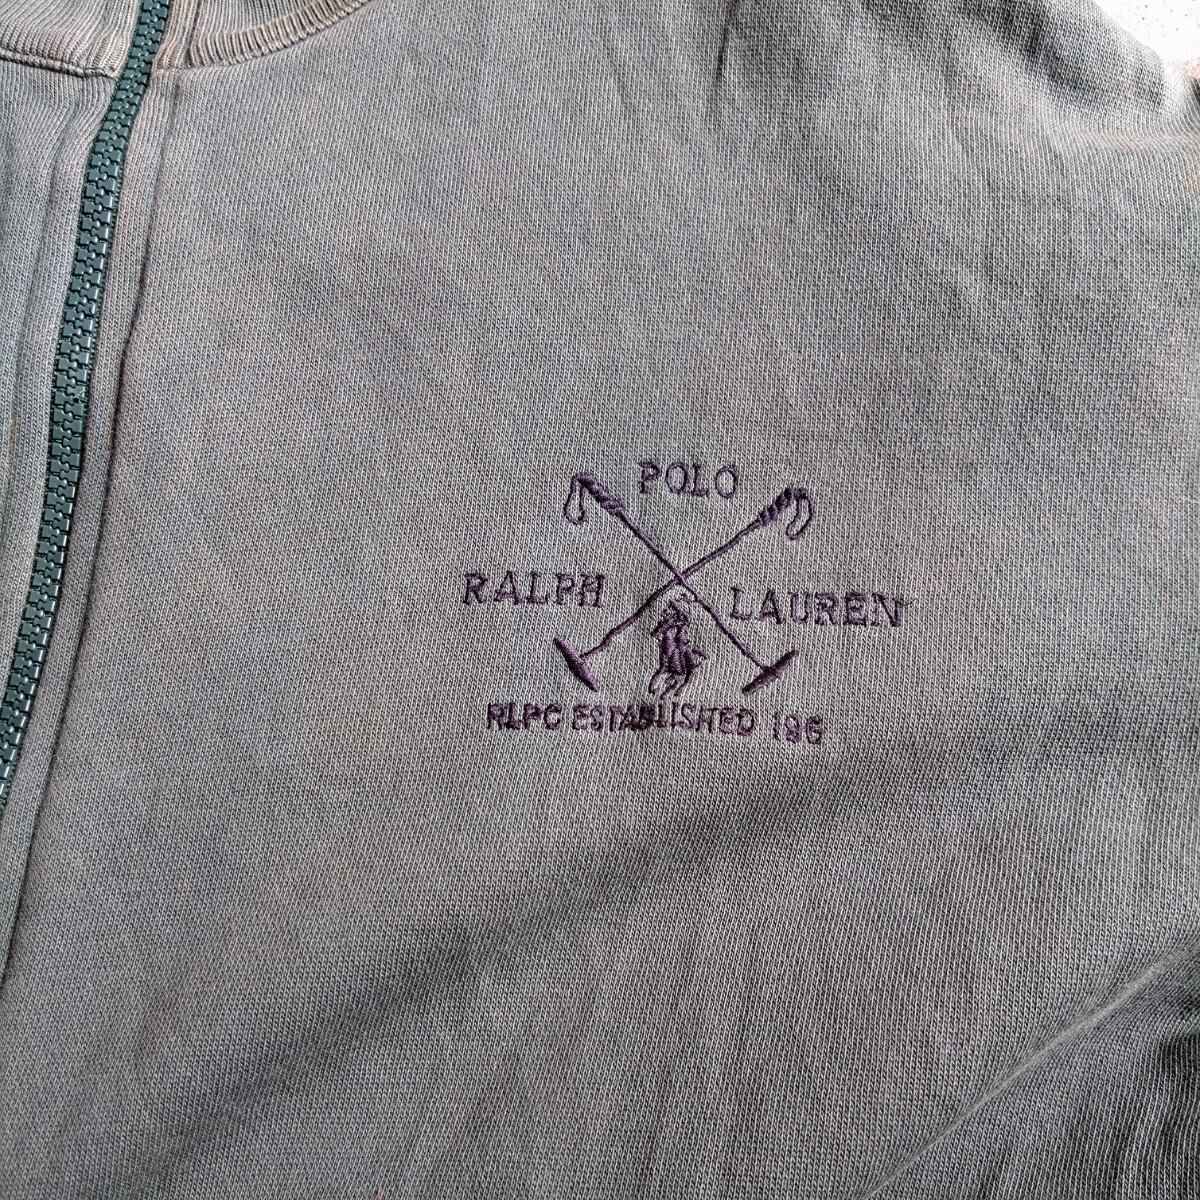 POLO
RALPH LAUREN
RLPC ESTABLISHED 196